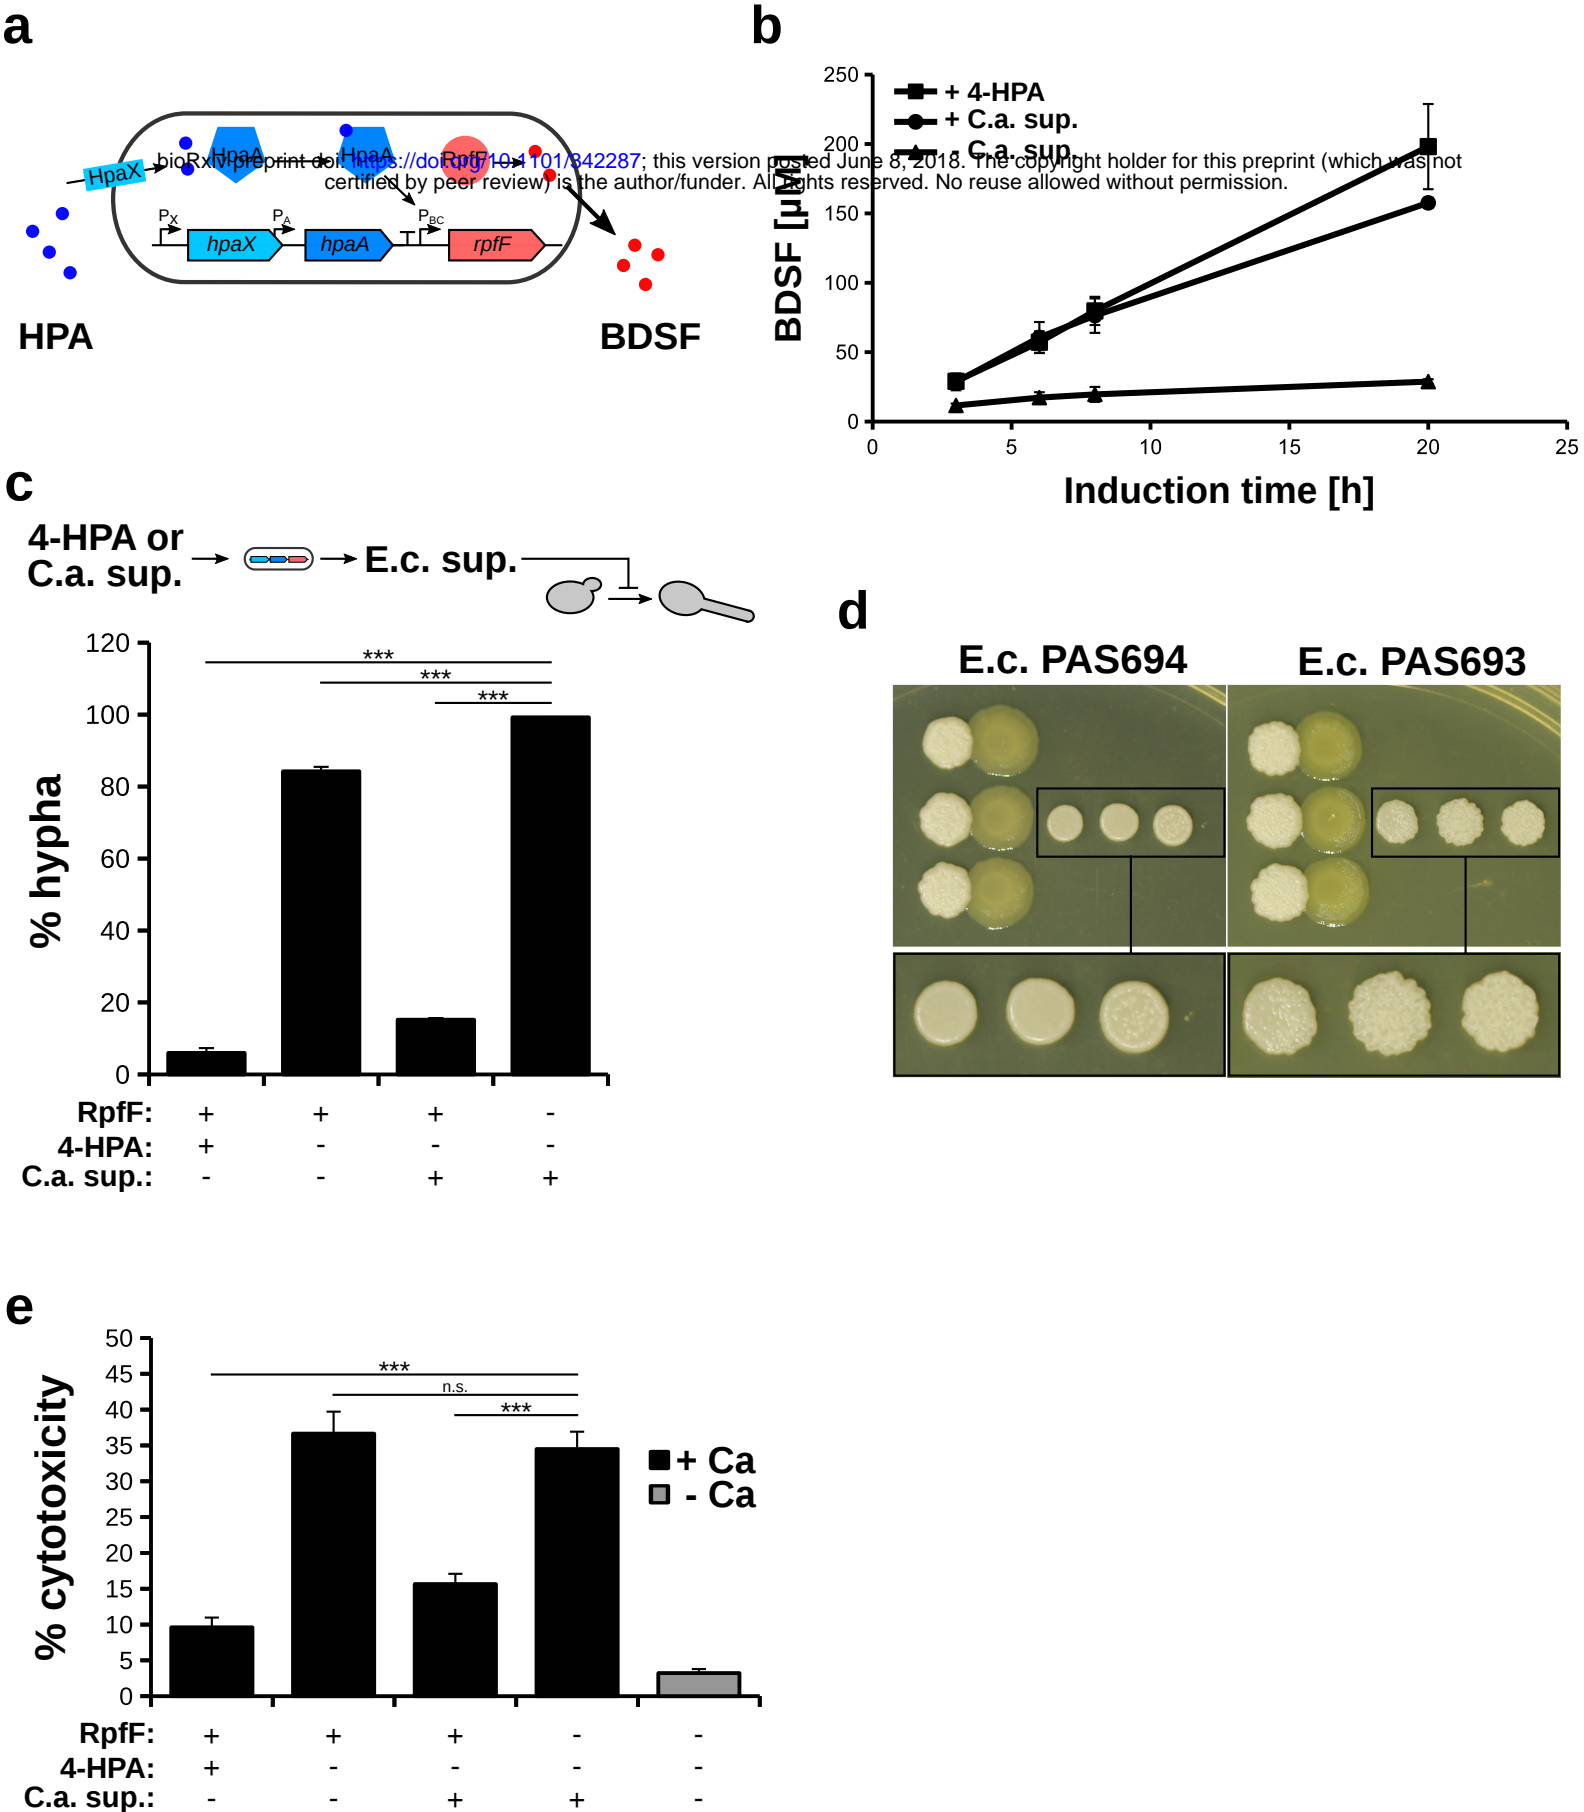 a
HpaX
HpaA
HpaA
RpfF
bioRxiv preprint doi: https://doi.org/10.1101/342287; this version posted June 8, 2018. The copyright holder for this preprint (which was not
certified by peer review) is the author/funder. All rights reserved. No reuse allowed without permission.
PX
PA
PBC
hpaX
hpaA
rpfF
HPA
BDSF
b
250
200
150
100
50
0
BDSF [µM]
+ 4-HPA
+ C.a. sup.
- C.a. sup.
0 5 10 15 20 25
Induction time [h]
c
4-HPA or
C.a. sup.
E.c. sup.
120
100
80
60
40
20
0
% hypha
***
***
***
RpfF: + + + -
4-HPA: + - - -
C.a. sup.: - - + +
d
E.c. PAS694
E.c. PAS693
e
50
45
40
35
30
25
20
15
10
5
0
% cytotoxicity
***
n.s.
***
+ Ca
- Ca
RpfF: + + + - -
4-HPA: + - - - -
C.a. sup.: - - + + -